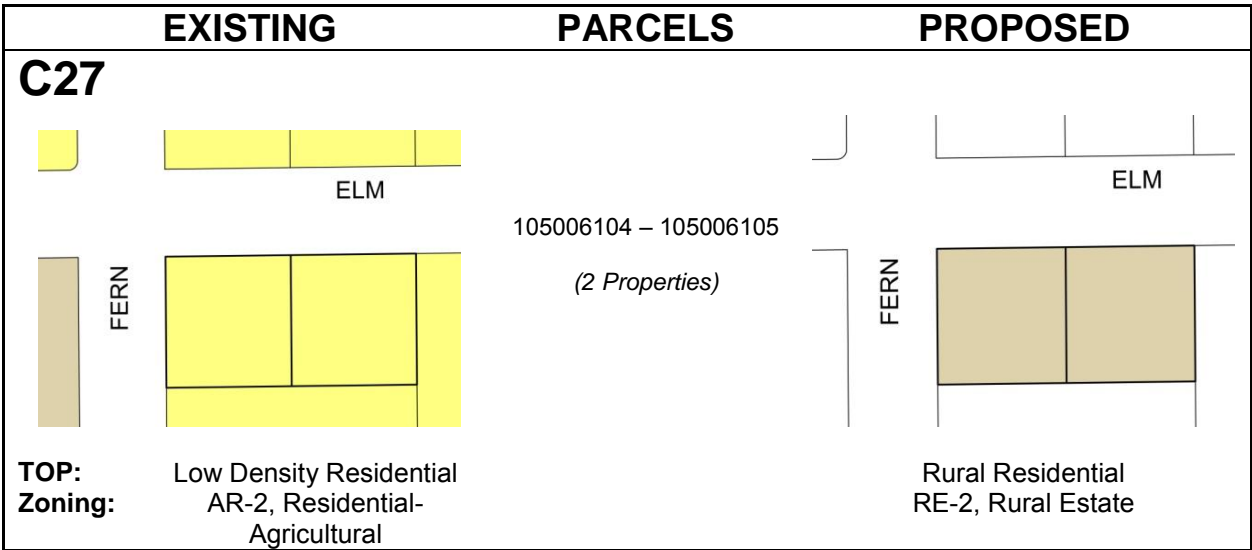 EXISTING PARCELS PROPOSED
C27
ELM
FERN
105006104 – 105006105
(2 Properties)
ELM
FERN
TOP: Low Density Residential Rural Residential
Zoning: AR-2, Residential- RE-2, Rural Estate
Agricultural